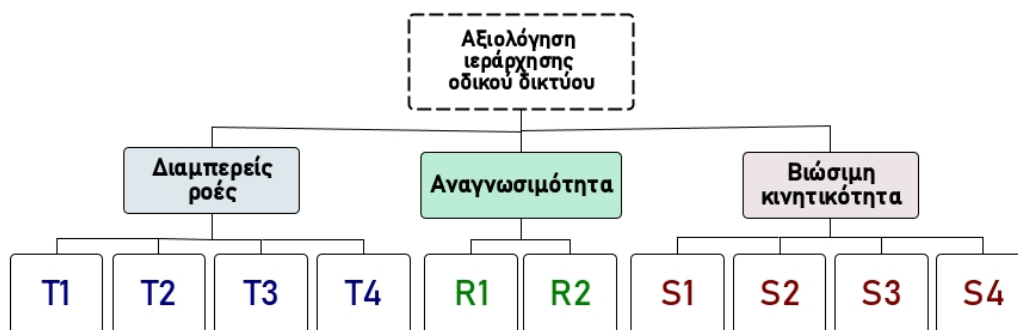 Αξιολόγηση
ιεράρχησης
οδικού δικτύου
Διαμπερείς
ροές
Αναγνωσιμότητα
Βιώσιμη
κινητικότητα
T1 T2 T3 T4 R1 R2 S1 S2 S3 S4